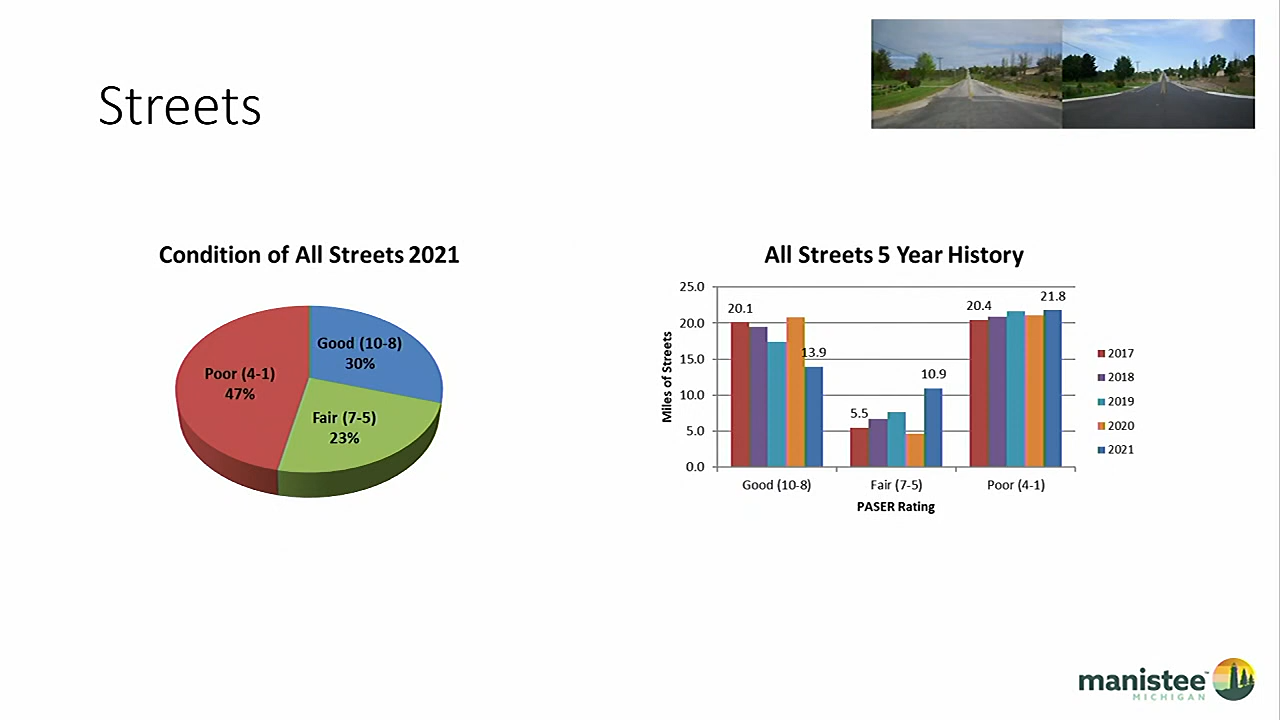 Streets
Condition of All Streets 2021
Good (10-8)
30%
Poor (4-1)
47%
Fair (7-5)
23%
All Streets 5 Year History
Miles of Streets
25.0
20.0
15.0
10.0
5.0
0.0
20.1
13.9
5.5
10.9
20.4
21.8
Good (10-8)
Fair (7-5)
Poor (4-1)
PASER Rating
2017
2018
2019
2020
2021
manistee
MICHIGAN